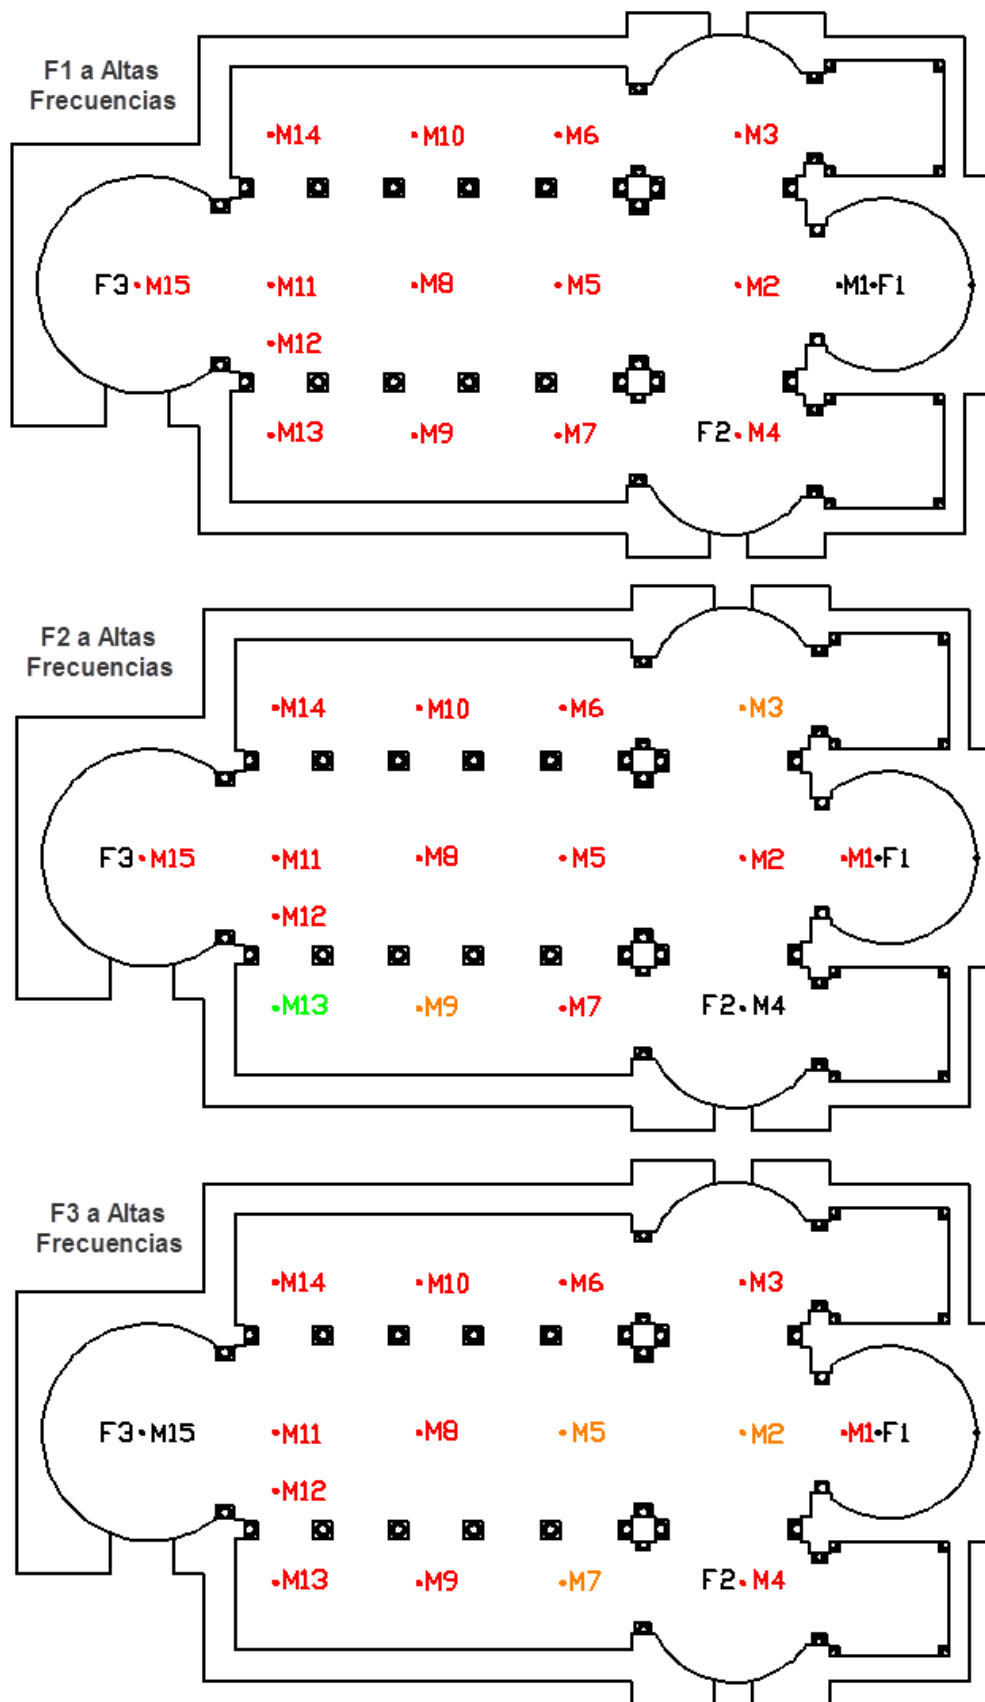 F1 a Altas
Frecuencias
M14 M10 M6 M3
F3 M15 M11 M8 M5 M2 M1 F1
M12
M13 M9 M7 F2 M4
F2 a Altas
Frecuencias
M14 M10 M6 M3
F3 M15 M11 M8 M5 M2 M1 F1
M12
M13 M9 M7 F2 M4
F3 a Altas
Frecuencias
M14 M10 M6 M3
F3 M15 M11 M8 M5 M2 M1 F1
M12
M13 M9 M7 F2 M4